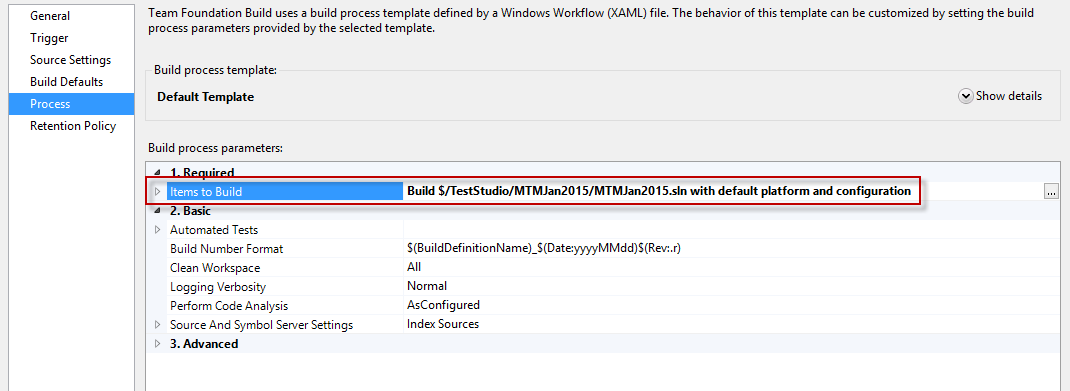 General
Trigger
Source Settings
Build Defaults
Process
Retention Policy
Team Foundation Build uses a build process template defined by a Windows Workflow (XAML) file. The behavior of this template can be customized by setting the build
process parameters provided by the selected template.
Build process template:
Default Template
Show details
Build process parameters:
1. Required
Items to Build Build $/TestStudio/MTMJan2015/MTMJan2015.sln with default platform and configuration ...
2. Basic
Automated Tests
Build Number Format $(BuildDefinitionName)_$(Date:yyyyMMdd)$(Rev:.r)
Clean Workspace All
Logging Verbosity Normal
Perform Code Analysis AsConfigured
Source And Symbol Server Settings Index Sources
3. Advanced